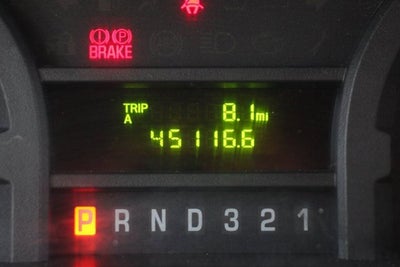 BRAKE
TRIP A 8.1 mi
45116.6
P R N D 3 2 1